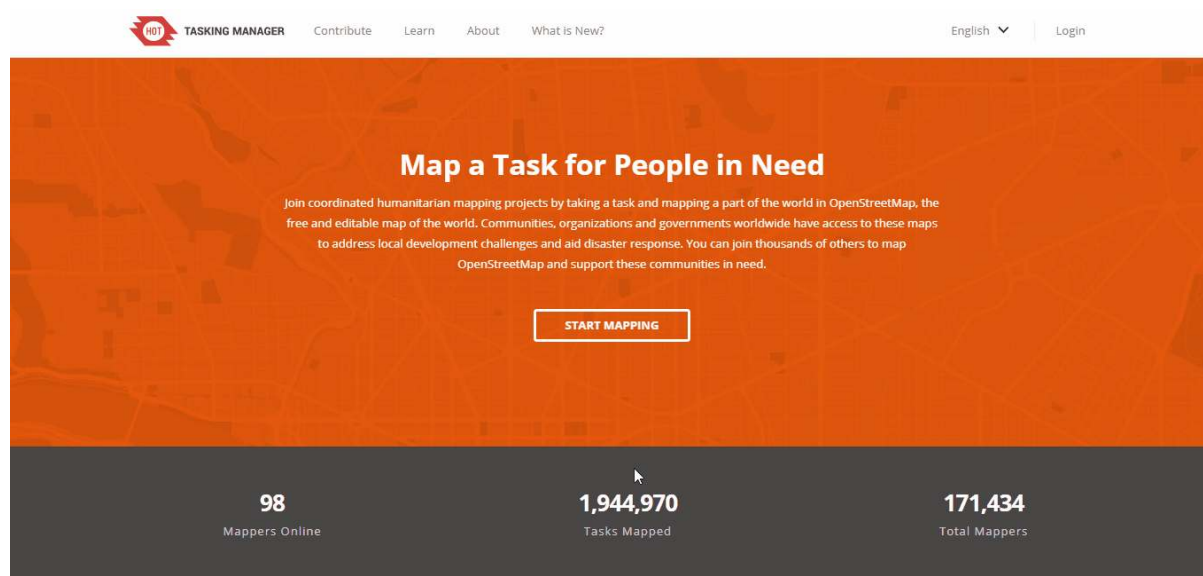 HOT TASKING MANAGER Contribute Learn About What is New? English Login
Map a Task for People in Need
Join coordinated humanitarian mapping projects by taking a task and mapping a part of the world in OpenStreetMap, the
free and editable map of the world. Communities, organizations and governments worldwide have access to these maps
to address local development challenges and aid disaster response. You can join thousands of others to map
OpenStreetMap and support these communities in need.
START MAPPING
98 1,944,970 171,434
Mappers Online Tasks Mapped Total Mappers